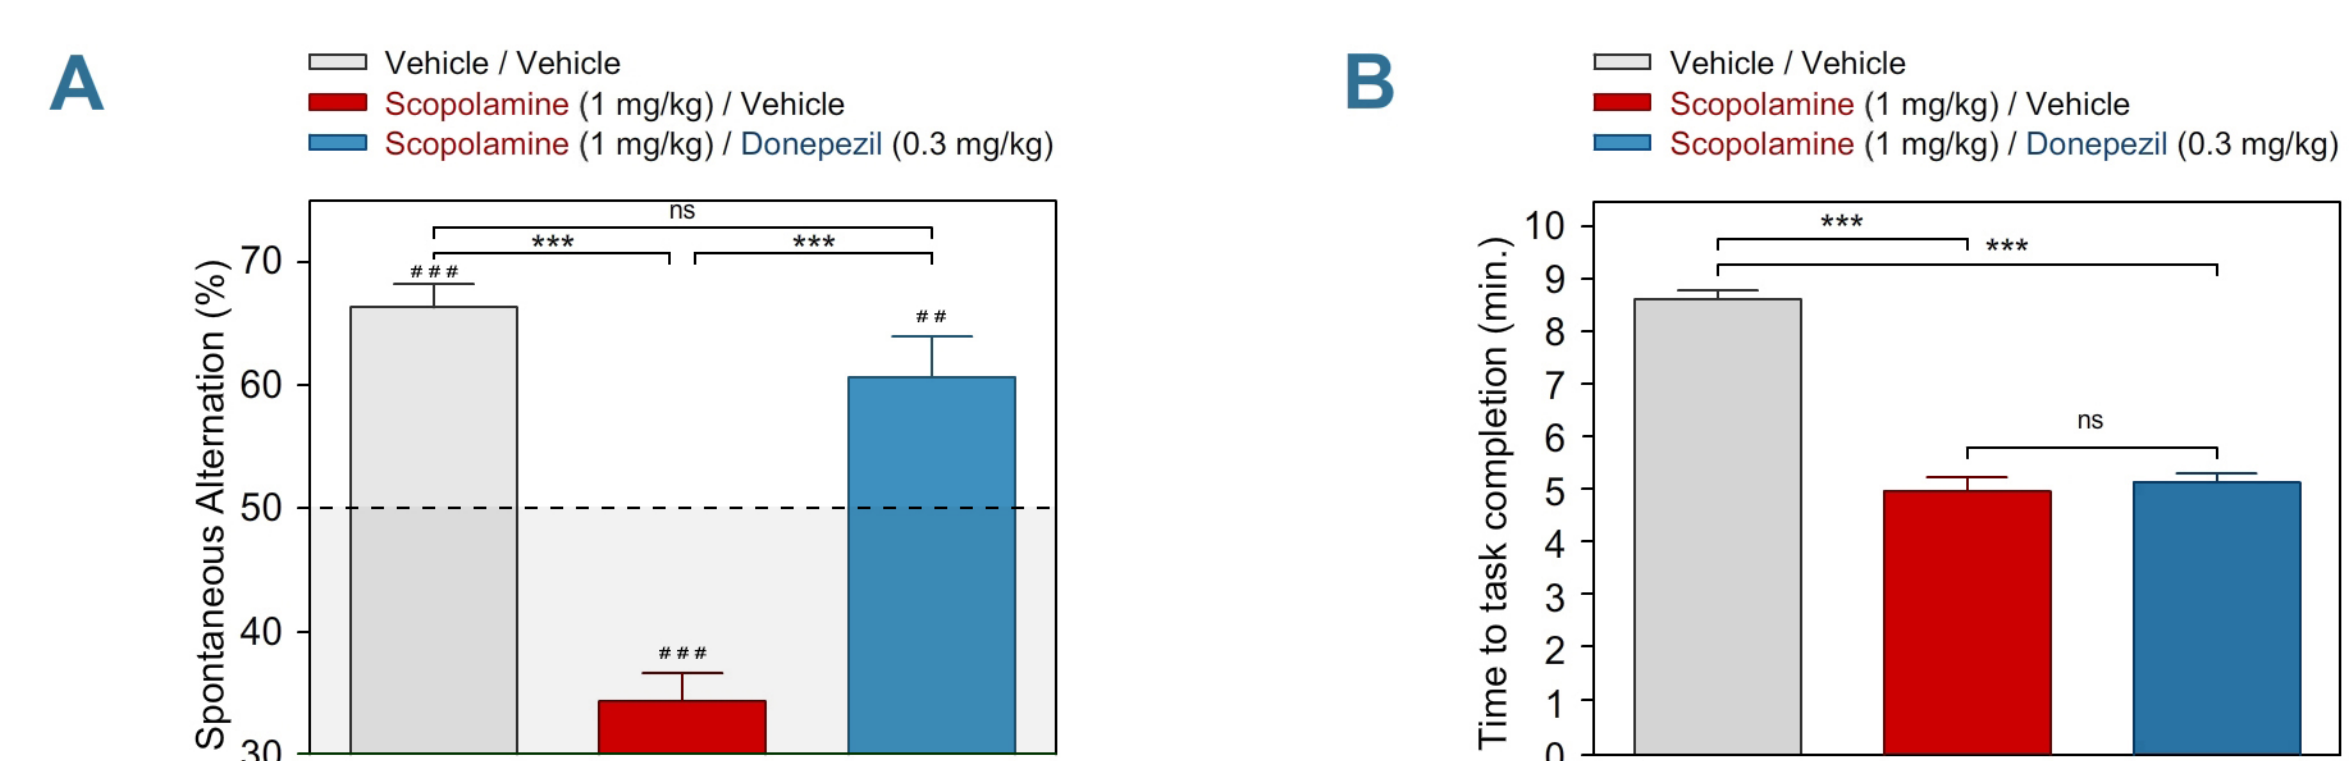 A
Vehicle / Vehicle
Scopolamine (1 mg/kg) / Vehicle
Scopolamine (1 mg/kg) / Donepezil (0.3 mg/kg)
Spontaneous Alternation (%)
70
60
50
40
30
ns
***
***
###
###
##
B
Vehicle / Vehicle
Scopolamine (1 mg/kg) / Vehicle
Scopolamine (1 mg/kg) / Donepezil (0.3 mg/kg)
Time to task completion (min.)
10
9
8
7
6
5
4
3
2
1
0
***
***
ns